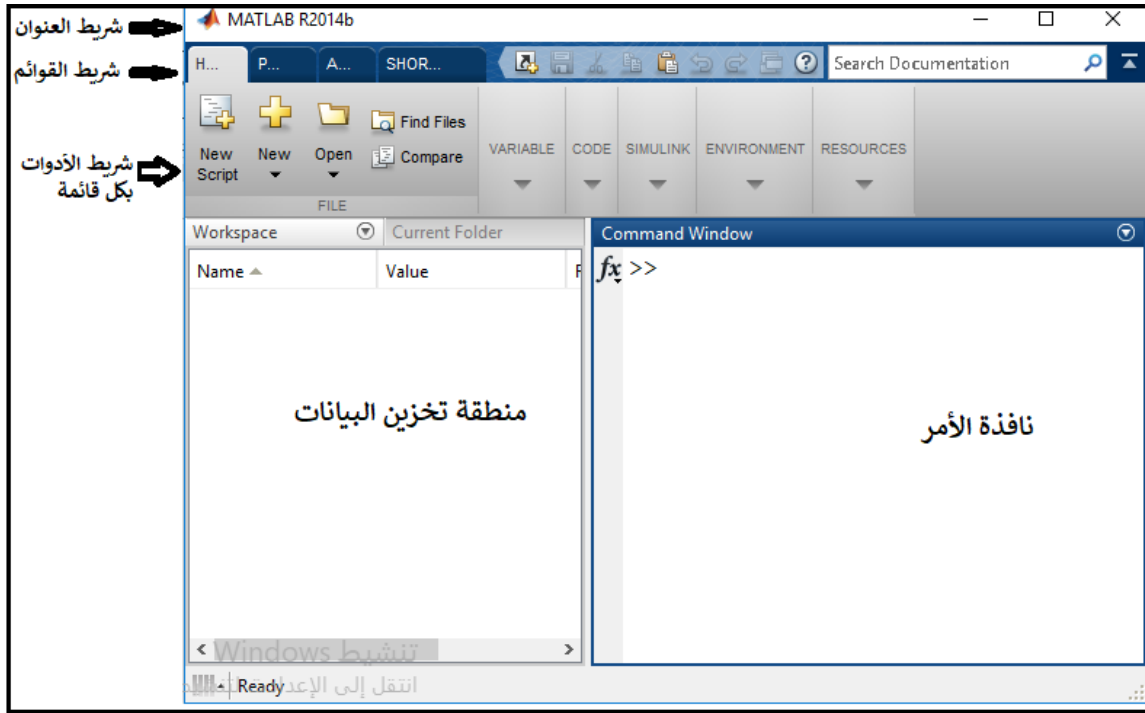 شريط العنوان
MATLAB R2014b
شريط القوائم
H... P... A... SHOR...
Search Documentation
شريط الأدوات
بكل قائمة
New Script
New
Open
Find Files
Compare
FILE
VARIABLE
CODE
SIMULINK
ENVIRONMENT
RESOURCES
Workspace
Current Folder
Command Window
Name
Value
fx >>
منطقة تخزين البيانات
نافذة الأمر
تنشيط Windows
انتقل إلى
Ready